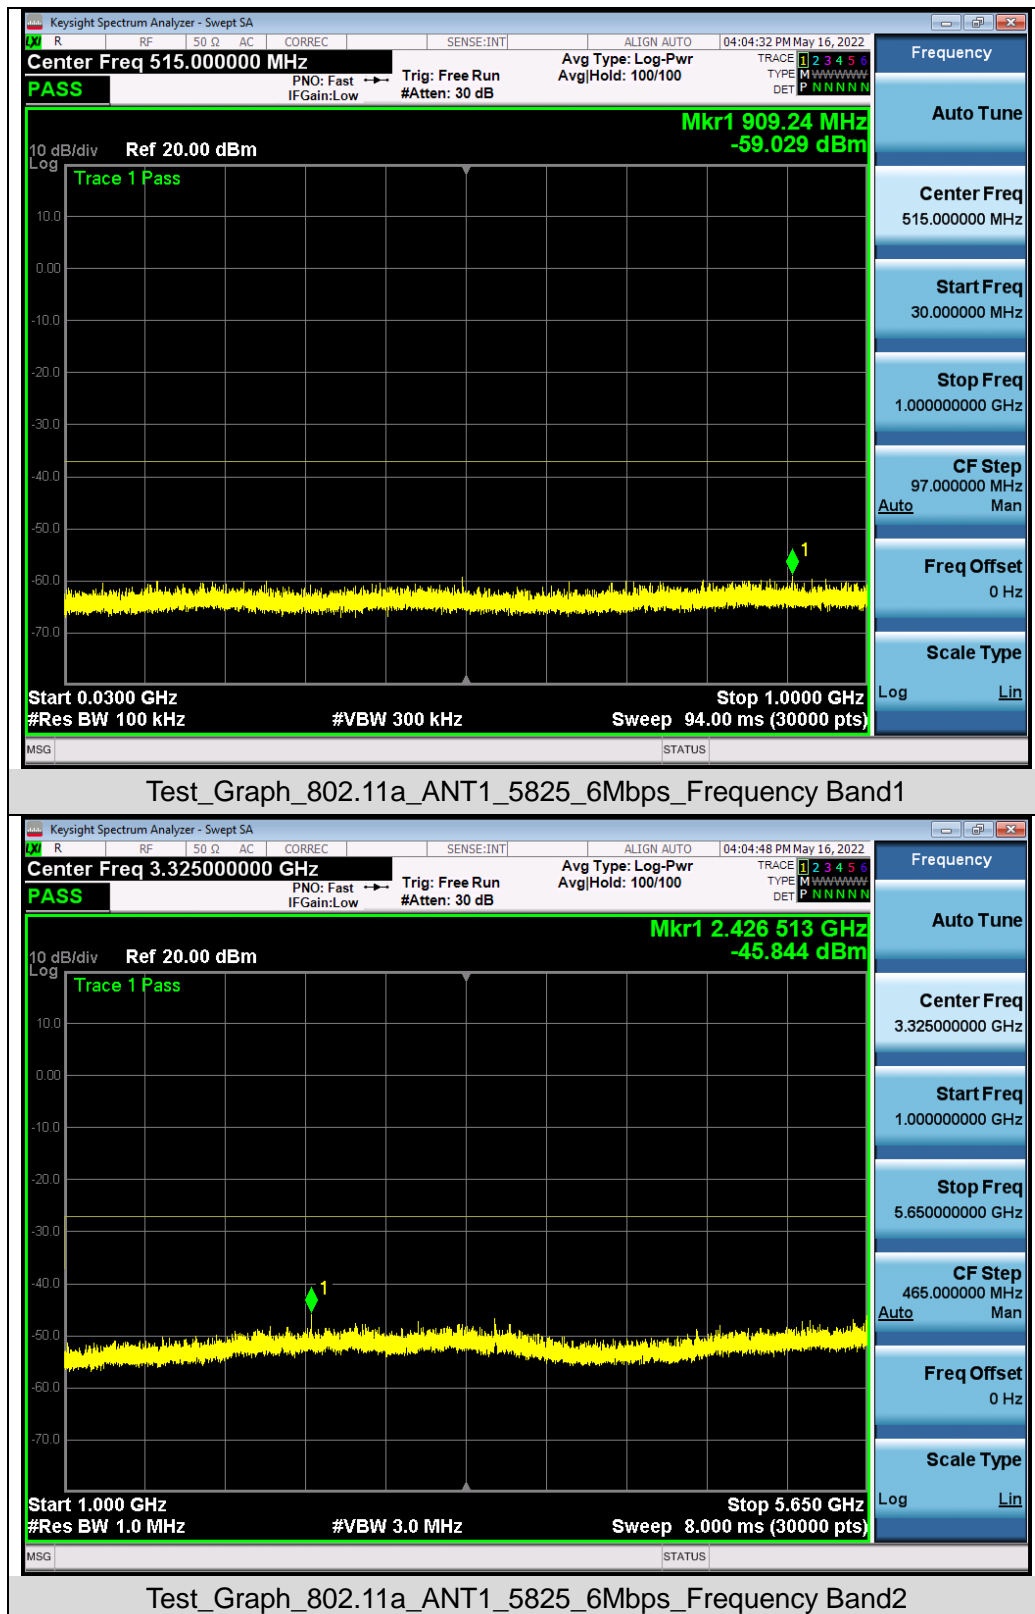 Keysight Spectrum Analyzer - Swept SA
LXI R RF 50 Ω AC CORREC SENSE:INT ALIGN AUTO 04:04:32 PM May 16, 2022
Center Freq 515.000000 MHz
PASS
PNO: Fast
IFGain:Low
Trig: Free Run
#Atten: 30 dB
Avg Type: Log-Pwr
Avg|Hold: 100/100
TRACE 1 2 3 4 5 6
TYPE M WWWWW
DET P N N N N N
Mkr1 909.24 MHz
-59.029 dBm
10 dB/div Ref 20.00 dBm
Log
Trace 1 Pass
10.0
0.00
-10.0
-20.0
-30.0
-40.0
-50.0
-60.0
-70.0
1
Start 0.0300 GHz Stop 1.0000 GHz
#Res BW 100 kHz #VBW 300 kHz Sweep 94.00 ms (30000 pts)
MSG STATUS
Frequency
Auto Tune
Center Freq
515.000000 MHz
Start Freq
30.000000 MHz
Stop Freq
1.000000000 GHz
CF Step
97.000000 MHz
Auto Man
Freq Offset
0 Hz
Scale Type
Log Lin
Test_Graph_802.11a_ANT1_5825_6Mbps_Frequency Band1
Keysight Spectrum Analyzer - Swept SA
LXI R RF 50 Ω AC CORREC SENSE:INT ALIGN AUTO 04:04:48 PM May 16, 2022
Center Freq 3.325000000 GHz
PASS
PNO: Fast
IFGain:Low
Trig: Free Run
#Atten: 30 dB
Avg Type: Log-Pwr
Avg|Hold: 100/100
TRACE 1 2 3 4 5 6
TYPE M WWWWW
DET P N N N N N
Mkr1 2.426 513 GHz
-45.844 dBm
10 dB/div Ref 20.00 dBm
Log
Trace 1 Pass
10.0
0.00
-10.0
-20.0
-30.0
-40.0
-50.0
-60.0
-70.0
1
Start 1.000 GHz Stop 5.650 GHz
#Res BW 1.0 MHz #VBW 3.0 MHz Sweep 8.000 ms (30000 pts)
MSG STATUS
Frequency
Auto Tune
Center Freq
3.325000000 GHz
Start Freq
1.000000000 GHz
Stop Freq
5.650000000 GHz
CF Step
465.000000 MHz
Auto Man
Freq Offset
0 Hz
Scale Type
Log Lin
Test_Graph_802.11a_ANT1_5825_6Mbps_Frequency Band2